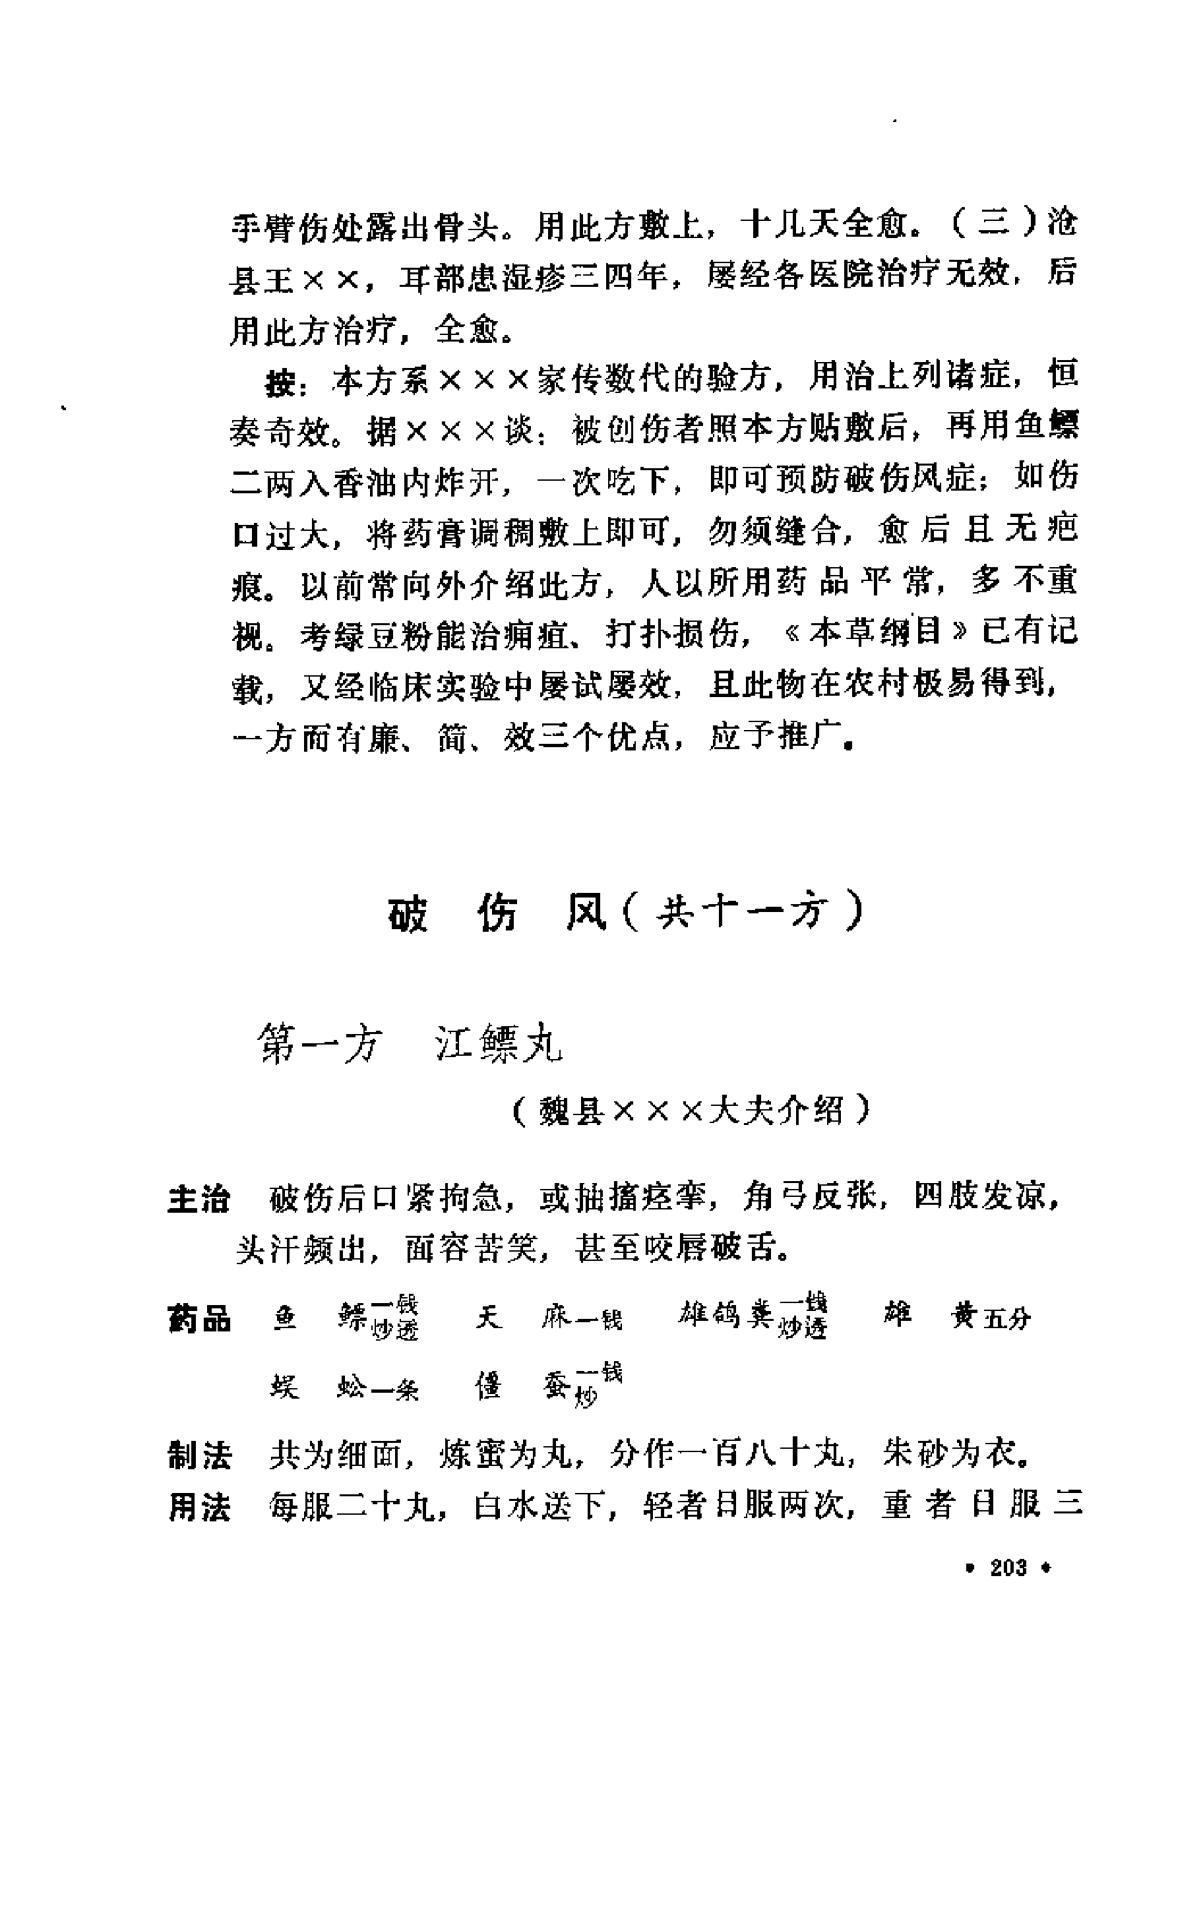 手臂伤处露出骨头。用此方敷上，十几天全愈。（三）沧
县王××，耳部患湿疹三四年，屡经各医院治疗无效，后
用此方治疗，全愈。
按：本方系×××家传数代的验方，用治上列诸症，恒
奏奇效。据×××谈：被创伤者照本方贴敷后，再用鱼鳔
二两入香油内炸开，一次吃下，即可预防破伤风症；如伤
口过大，将药膏调稠敷上即可，勿须缝合，愈后且无疤
痕。以前常向外介绍此方，人以所用药品平常，多不重
视。考绿豆粉能治痈疽、打扑损伤，《本草纲目》已有记
载，又经临床实验中屡试屡效，且此物在农村极易得到，
一方而有廉、简、效三个优点，应予推广。
破 伤 风（共十一方）
第一方 江鳔丸
（魏县×××大夫介绍）
主治 破伤后口紧拘急，或抽搐痉挛，角弓反张，四肢发凉，
头汗频出，面容苦笑，甚至咬唇破舌。
药品 鱼 鳔一钱炒透 天 麻一钱 雄鸽粪一钱炒透 雄 黄五分
蜈 蚣一条 僵 蚕一钱炒
制法 共为细面，炼蜜为丸，分作一百八十丸，朱砂为衣。
用法 每服二十丸，白水送下，轻者日服两次，重者日服三
• 203 •